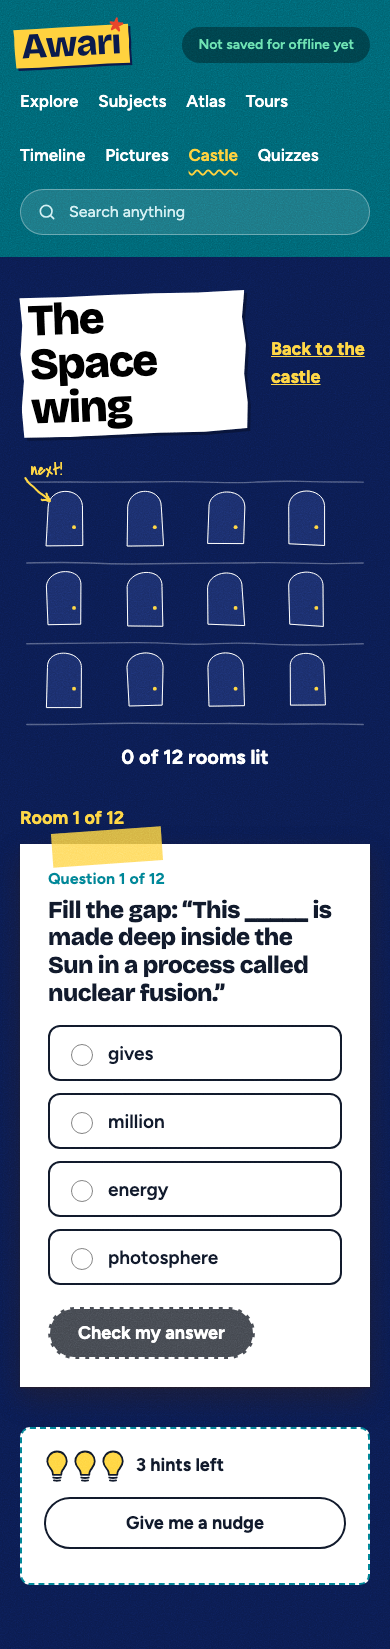 Awari
Not saved for offline yet
Explore Subjects Atlas Tours
Timeline Pictures Castle Quizzes
Search anything
The
Space
wing
Back to the
castle
next!
0 of 12 rooms lit
Room 1 of 12
Question 1 of 12
Fill the gap: “This ______ is
made deep inside the
Sun in a process called
nuclear fusion.”
gives
million
energy
photosphere
Check my answer
3 hints left
Give me a nudge